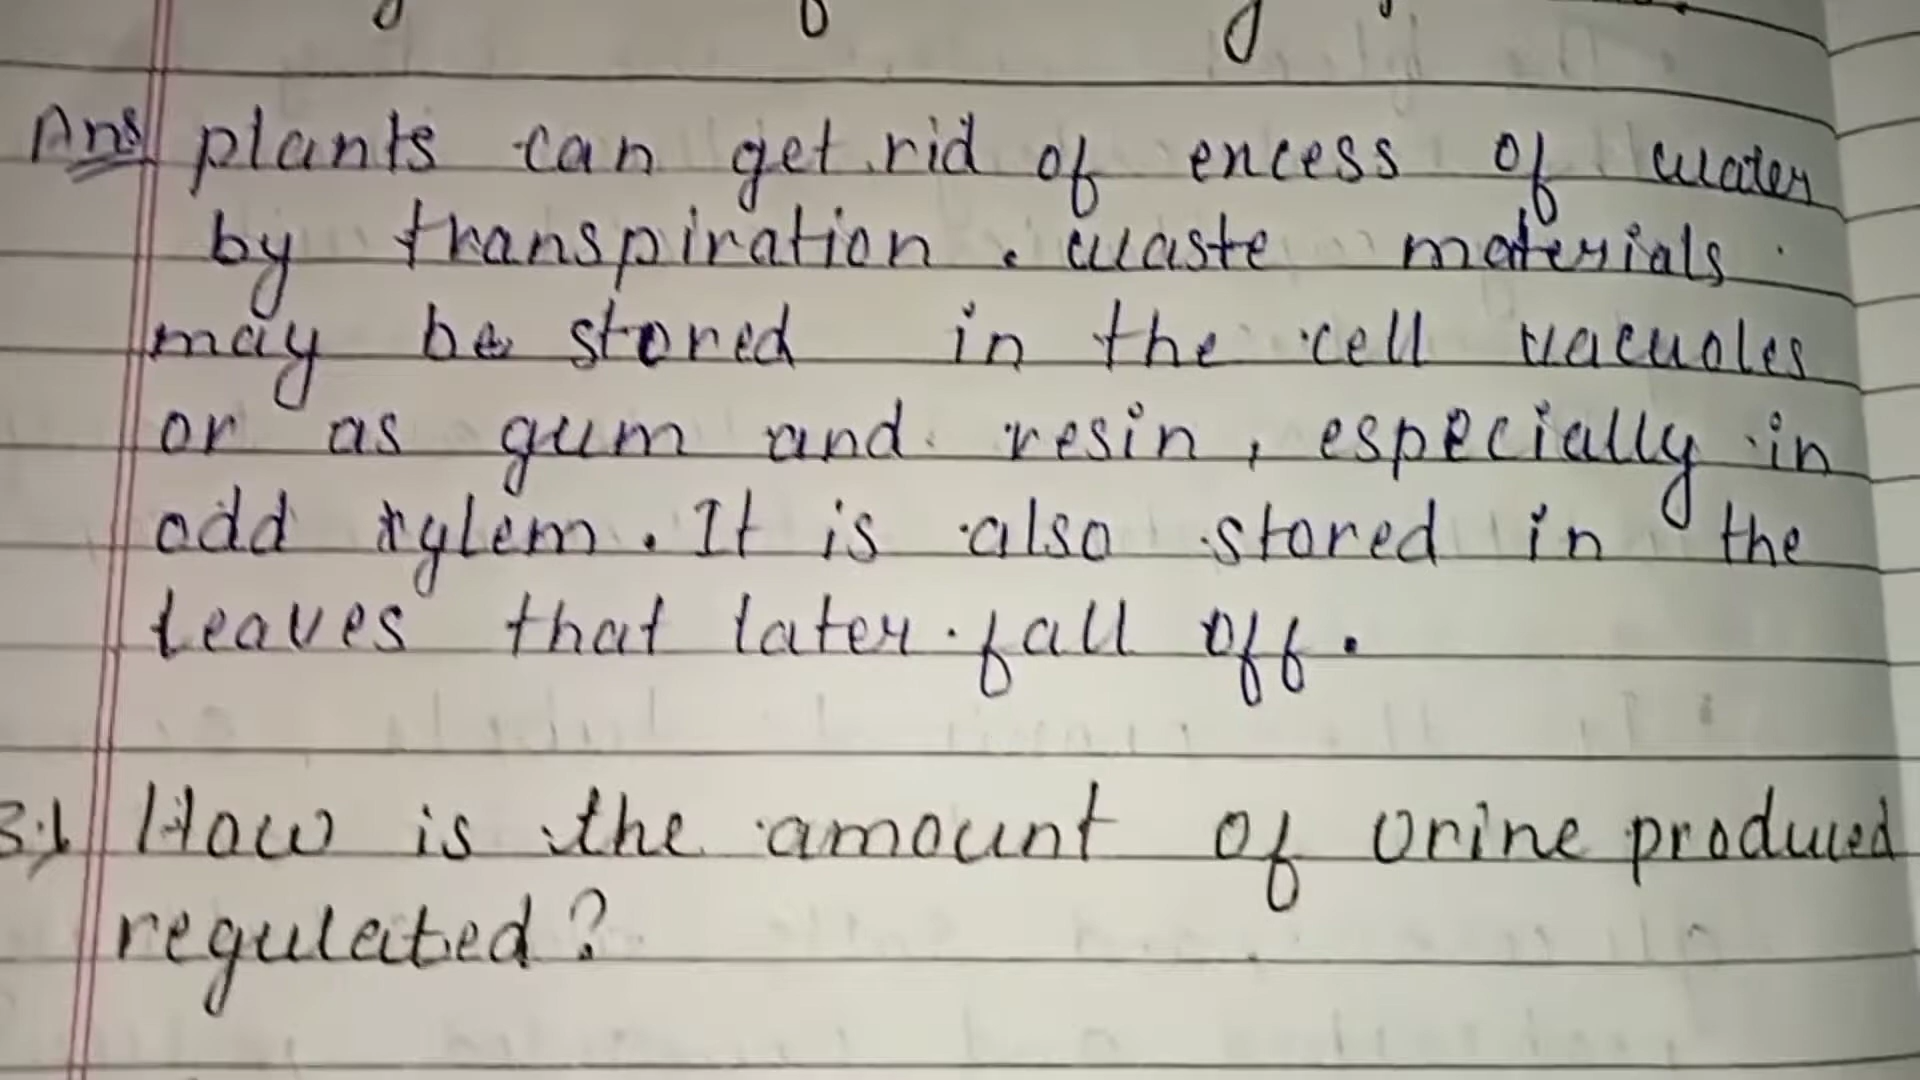 Ans plants can get rid of encess of water
by transpiration. waste materials
may be stored in the cell vacuoles
or as gum and resin, especially in
odd xylem. It is also stored in the
leaves that later fall off.
3.) How is the amount of Urine produced
regulated?